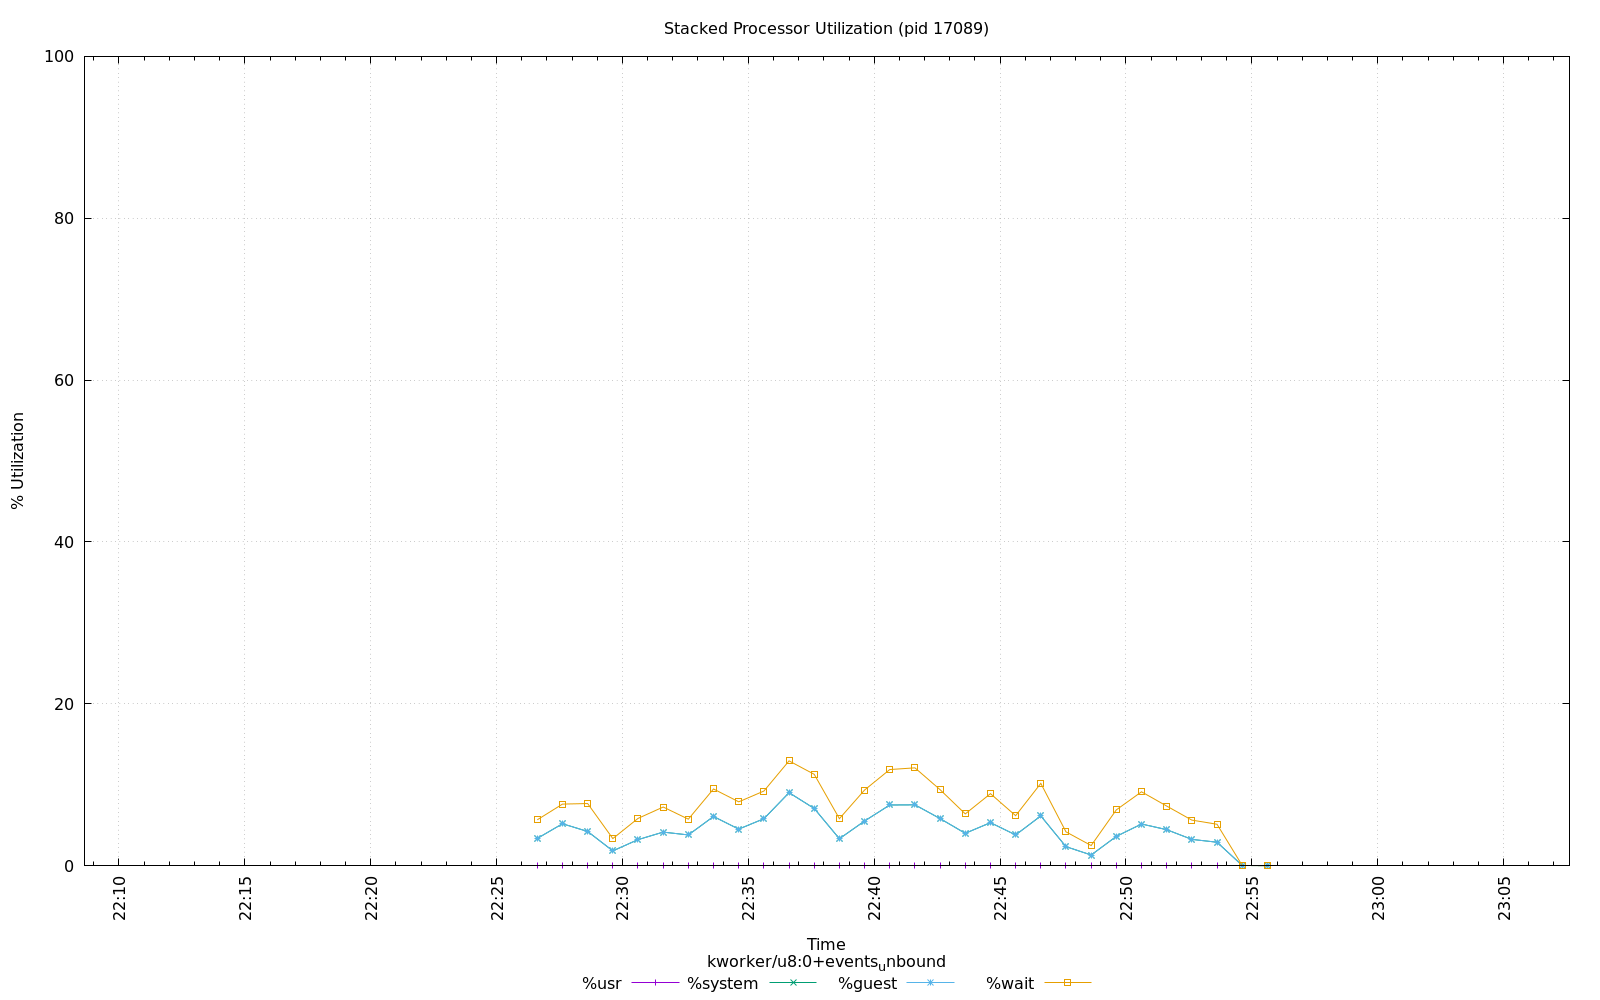 Stacked Processor Utilization (pid 17089)
100
80
60
40
20
0
% Utilization
22:10 22:15 22:20 22:25 22:30 22:35 22:40 22:45 22:50 22:55 23:00 23:05
Time
kworker/u8:0+events_unbound
%usr %system %guest %wait